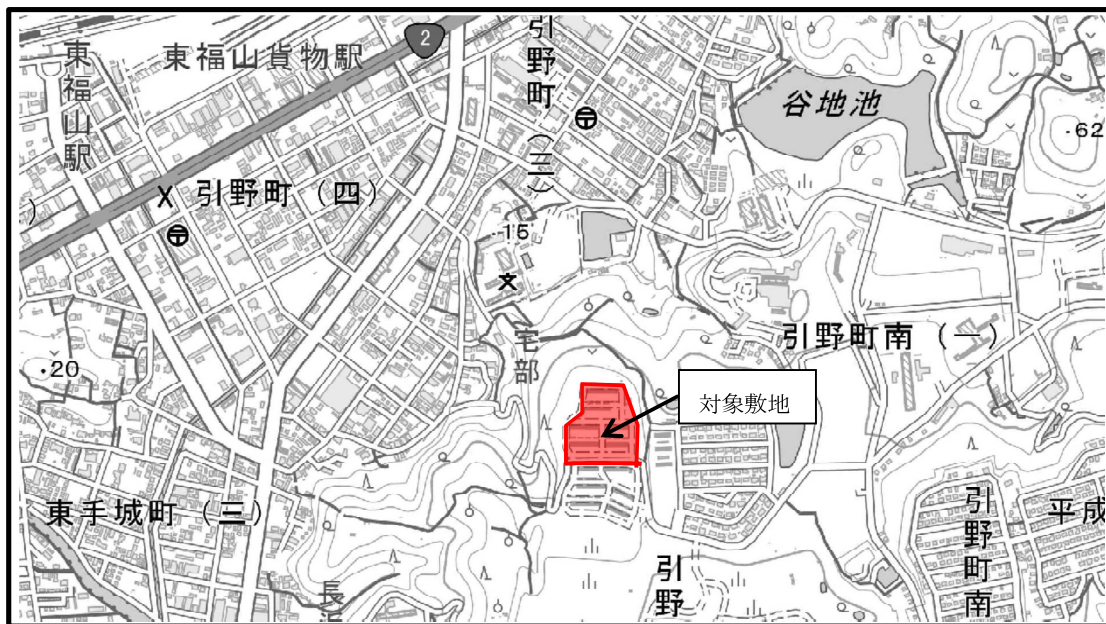 東福山駅
東福山貨物駅
2
引野町（三）
谷地池
・62
引野町（四）
）
・15
・20
宅部
引野町南（一）
対象敷地
東手城町（三）
長
引野
引野町南
平成